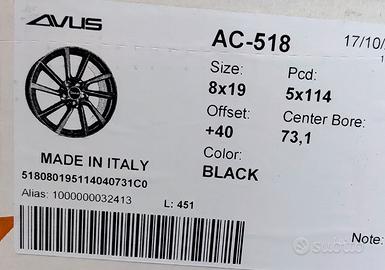 AVUS
AC-518
17/10/
Size:
Pcd:
8x19
5x114
Offset:
Center Bore:
+40
73,1
Color:
BLACK
MADE IN ITALY
518080195114040731C0
Alias: 1000000032413
L: 451
Note:
subito